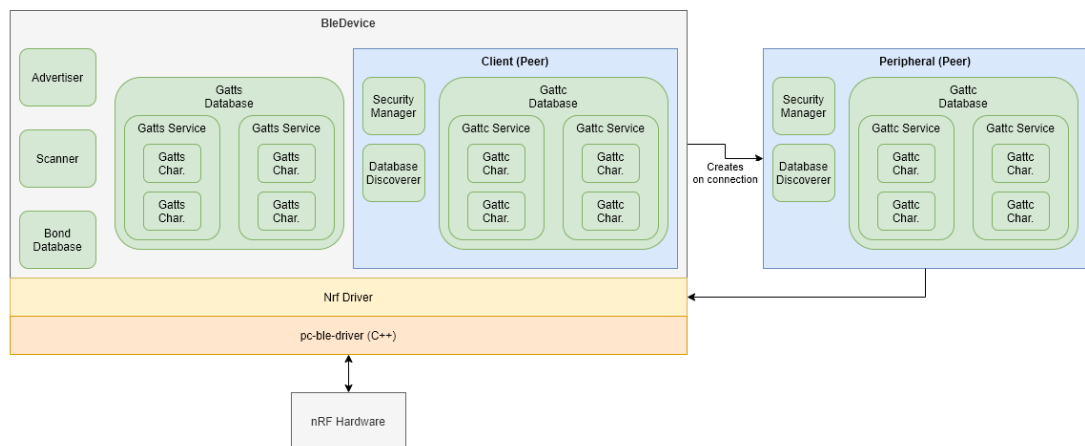 BleDevice
Advertiser
Scanner
Bond
Database
Gatts
Database
Gatts Service
Gatts
Char.
Gatts
Char.
Gatts Service
Gatts
Char.
Gatts
Char.
Client (Peer)
Security
Manager
Database
Discoverer
Gattc
Database
Gattc Service
Gattc
Char.
Gattc
Char.
Gattc Service
Gattc
Char.
Gattc
Char.
Creates
on connection
Peripheral (Peer)
Security
Manager
Database
Discoverer
Gattc
Database
Gattc Service
Gattc
Char.
Gattc
Char.
Gattc Service
Gattc
Char.
Gattc
Char.
Nrf Driver
pc-ble-driver (C++)
nRF Hardware